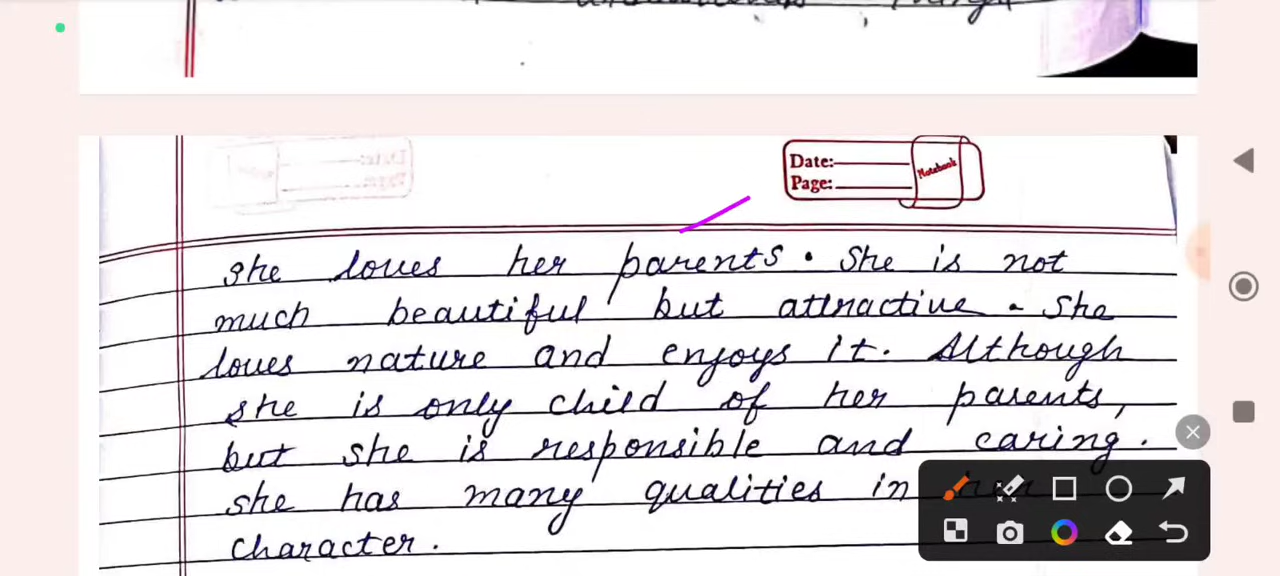 Date:
Page:
Notebook
she loves her parents. She is not
much beautiful but attractive. She
loves nature and enjoys it. Although
she is only child of her parents,
but she is responsible and caring.
she has many qualities in her
character.